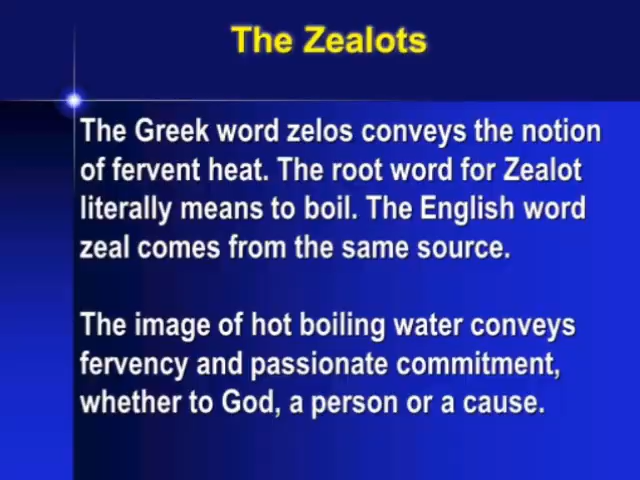 The Zealots
The Greek word zelos conveys the notion
of fervent heat. The root word for Zealot
literally means to boil. The English word
zeal comes from the same source.
The image of hot boiling water conveys
fervency and passionate commitment,
whether to God, a person or a cause.